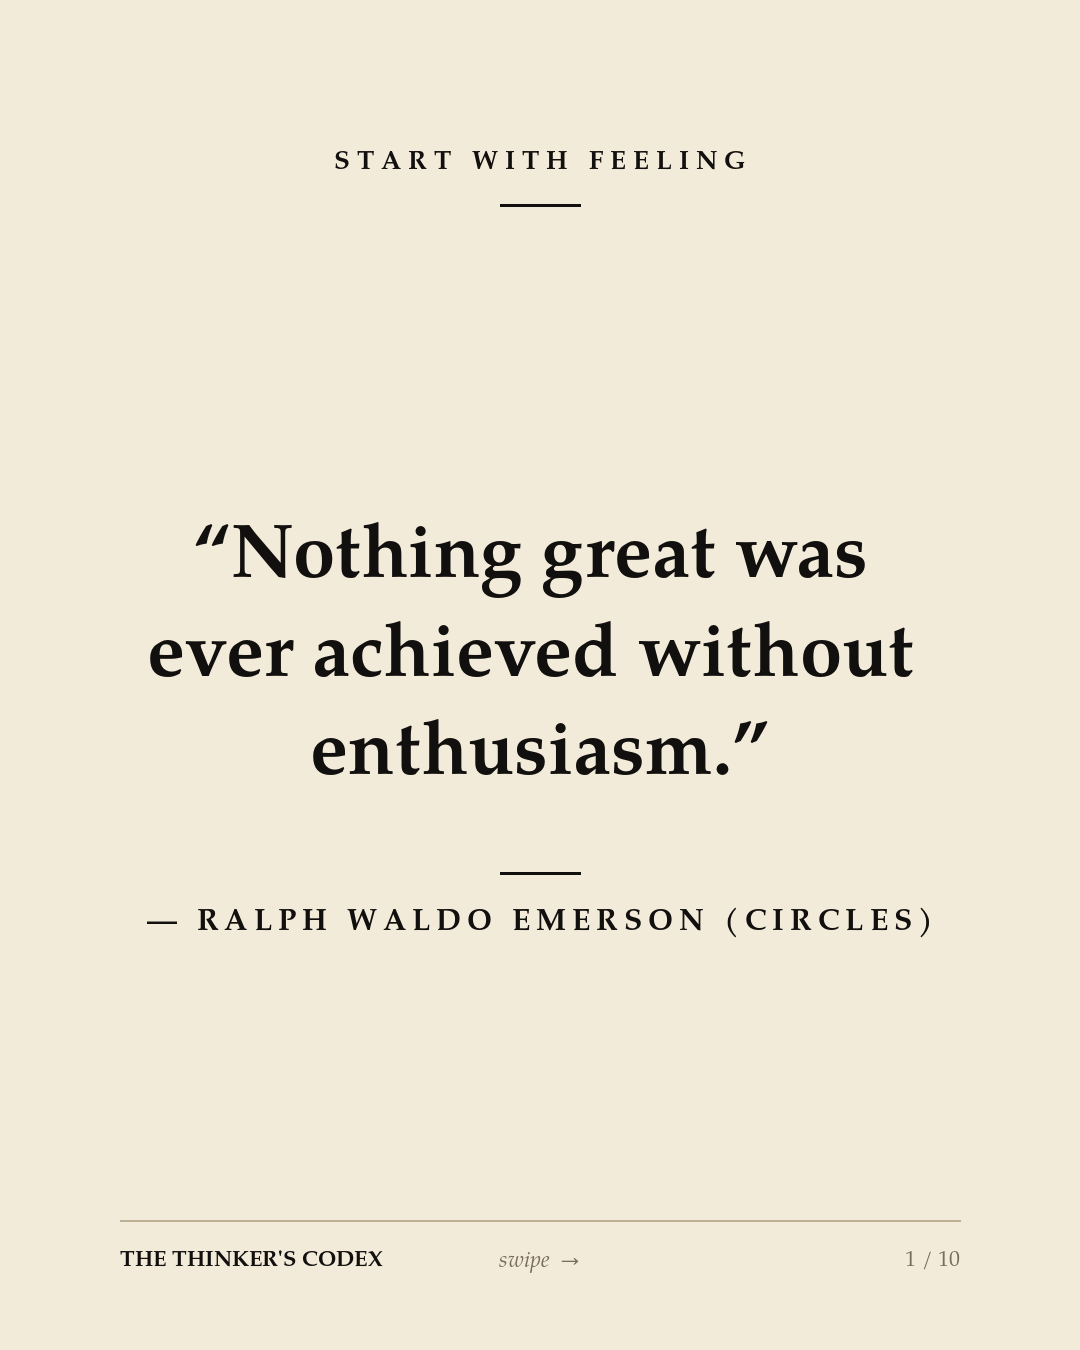 START WITH FEELING
“Nothing great was
ever achieved without
enthusiasm.”
— RALPH WALDO EMERSON (CIRCLES)
THE THINKER'S CODEX
swipe →
1 / 10